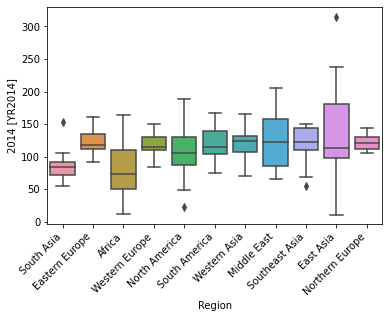 300
250
200
150
100
50
0
2014 [YR2014]
South Asia
Eastern Europe
Africa
Western Europe
North America
South America
Western Asia
Middle East
Southeast Asia
East Asia
Northern Europe
Region